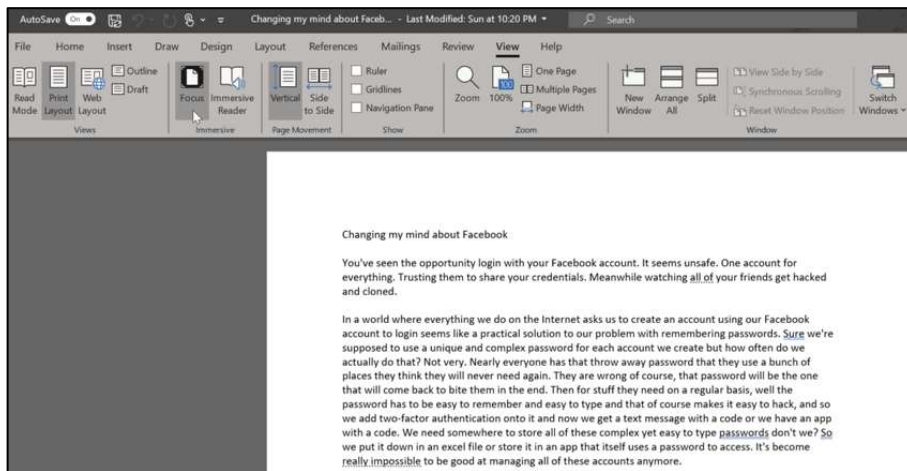 AutoSave On Changing my mind about Faceb... - Last Modified: Sun at 10:20 PM Search
File Home Insert Draw Design Layout References Mailings Review View Help
Read Mode
Print Layout
Web Layout
Outline
Draft
Views
Focus
Immersive Reader
Immersive
Vertical
Side to Side
Page Movement
Ruler
Gridlines
Navigation Pane
Show
Zoom
100
100%
One Page
Multiple Pages
Page Width
Zoom
New Window
Arrange All
Split
View Side by Side
Synchronous Scrolling
Reset Window Position
Window
Switch Windows
Changing my mind about Facebook
You've seen the opportunity login with your Facebook account. It seems unsafe. One account for
everything. Trusting them to share your credentials. Meanwhile watching all of your friends get hacked
and cloned.
In a world where everything we do on the Internet asks us to create an account using our Facebook
account to login seems like a practical solution to our problem with remembering passwords. Sure we're
supposed to use a unique and complex password for each account we create but how often do we
actually do that? Not very. Nearly everyone has that throw away password that they use a bunch of
places they think they will never need again. They are wrong of course, that password will be the one
that will come back to bite them in the end. Then for stuff they need on a regular basis, well the
password has to be easy to remember and easy to type and that of course makes it easy to hack, and so
we add two-factor authentication onto it and now we get a text message with a code or we have an app
with a code. We need somewhere to store all of these complex yet easy to type passwords don't we? So
we put it down in an excel file or store it in an app that itself uses a password to access. It's become
really impossible to be good at managing all of these accounts anymore.